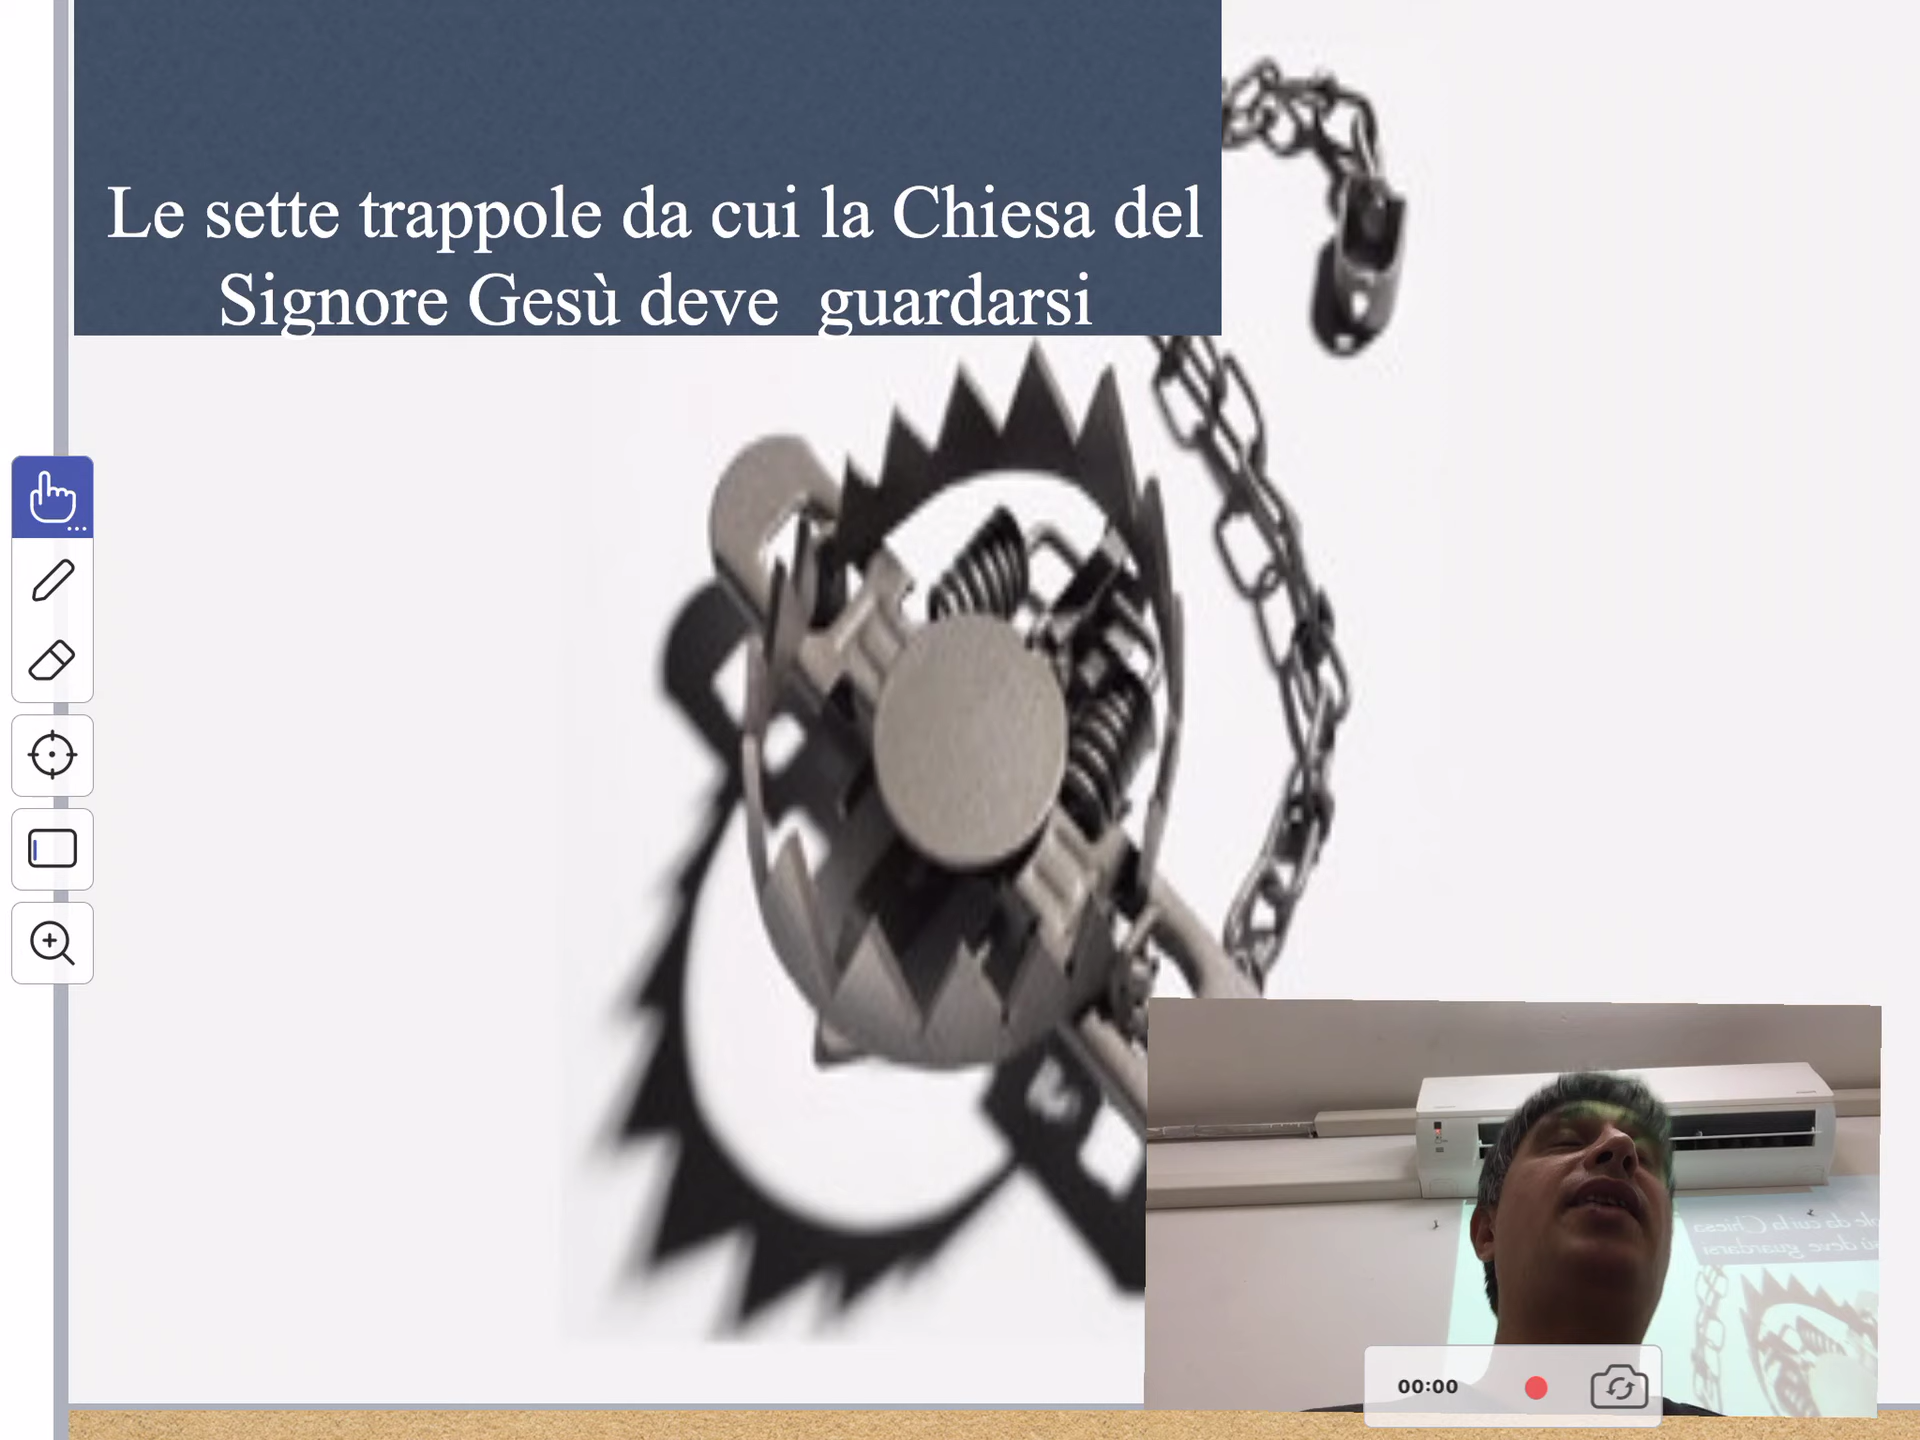 Le sette trappole da cui la Chiesa del
Signore Gesù deve  guardarsi
00:00